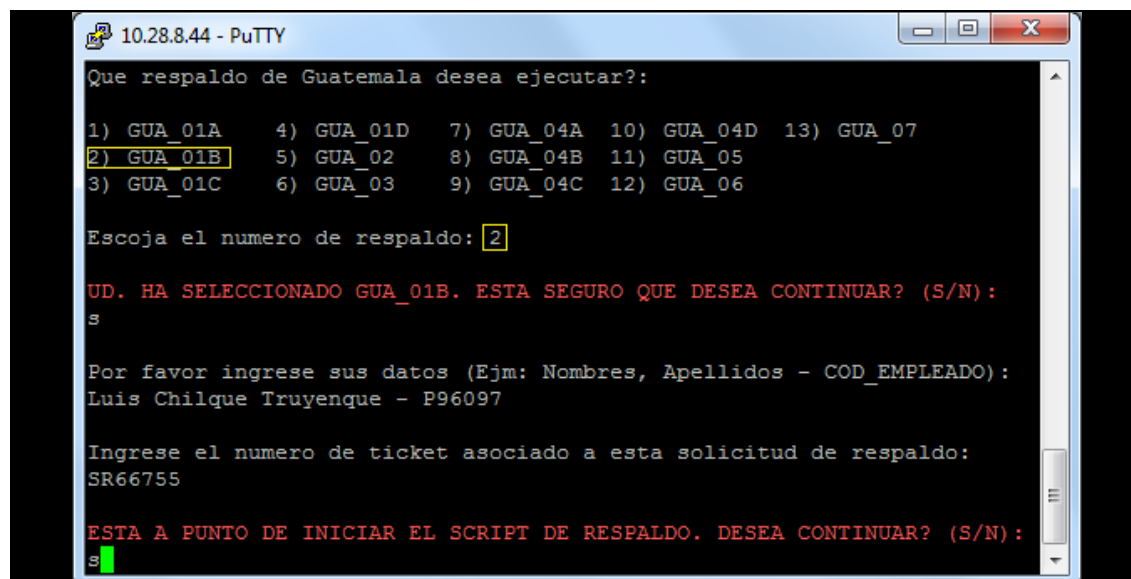 10.28.8.44 - PuTTY
Que respaldo de Guatemala desea ejecutar?:
1) GUA_01A 4) GUA_01D 7) GUA_04A 10) GUA_04D 13) GUA_07
2) GUA_01B 5) GUA_02 8) GUA_04B 11) GUA_05
3) GUA_01C 6) GUA_03 9) GUA_04C 12) GUA_06
Escoja el numero de respaldo: 2
UD. HA SELECCIONADO GUA_01B. ESTA SEGURO QUE DESEA CONTINUAR? (S/N):
s
Por favor ingrese sus datos (Ejm: Nombres, Apellidos - COD_EMPLEADO):
Luis Chilque Truyenque - P96097
Ingrese el numero de ticket asociado a esta solicitud de respaldo:
SR66755
ESTA A PUNTO DE INICIAR EL SCRIPT DE RESPALDO. DESEA CONTINUAR? (S/N):
s